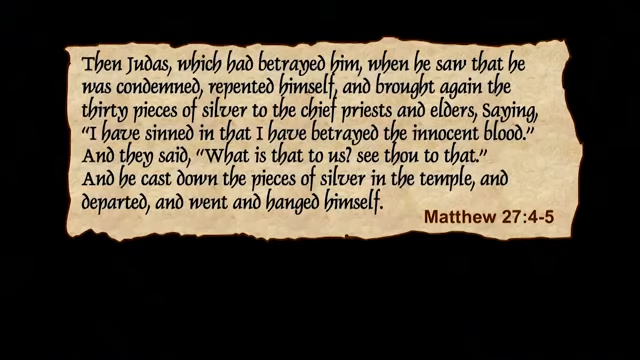 Then Judas, which had betrayed him, when he saw that he
was condemned, repented himself, and brought again the
thirty pieces of silver to the chief priests and elders, Saying,
“I have sinned in that I have betrayed the innocent blood.”
And they said, “What is that to us? see thou to that.”
And he cast down the pieces of silver in the temple, and
departed, and went and hanged himself.
Matthew 27:4-5